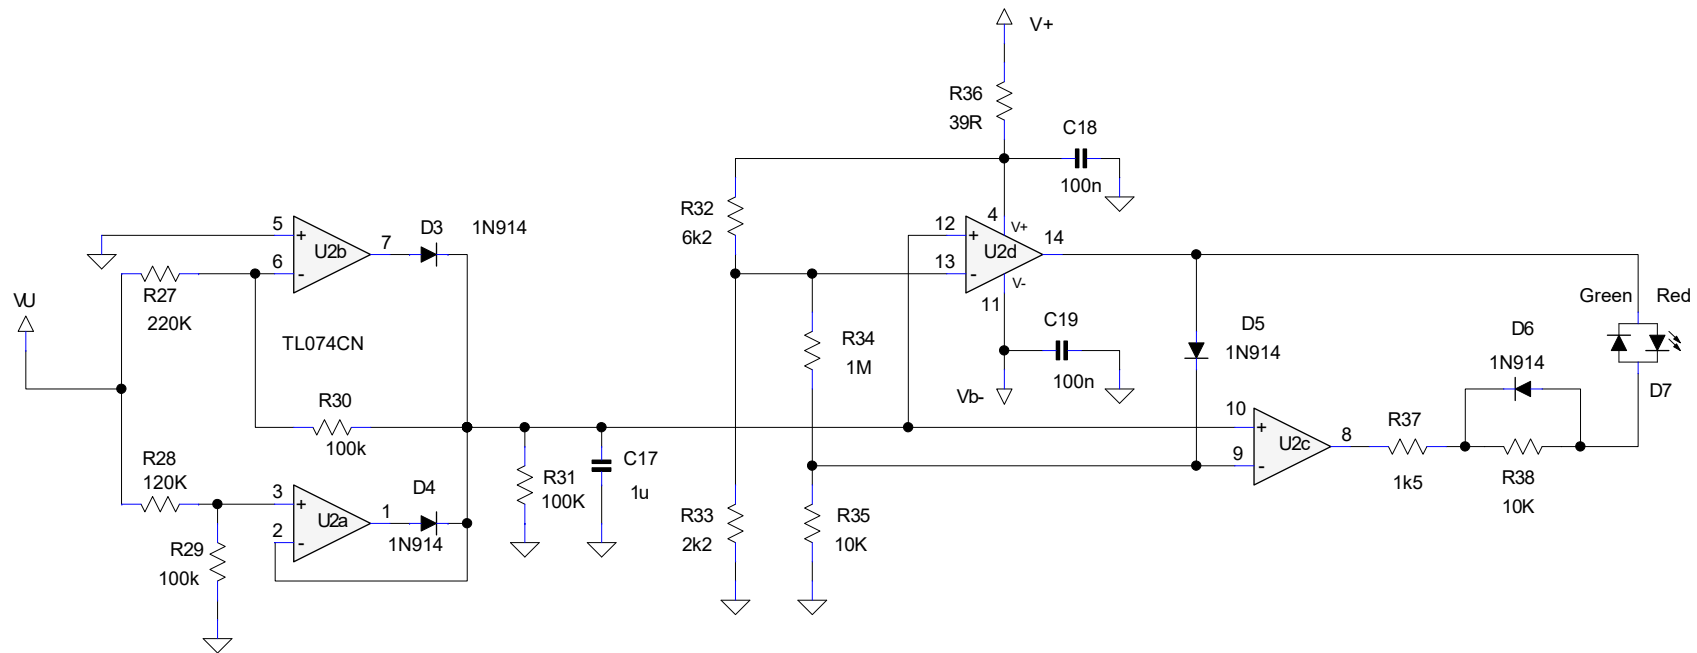 V+
R36
39R
C18
100n
R32
6k2
4
V+
12
+
U2d
14
13
-
V-
11
5
+
U2b
7
D3
1N914
6
-
R27
220K
VU
TL074CN
R34
1M
C19
100n
Vb-
D5
1N914
Green
Red
D6
1N914
D7
R30
100k
10
+
U2c
8
R37
9
-
1k5
R38
10K
R28
120K
3
+
U2a
1
D4
2
-
1N914
R31
100K
C17
1u
R29
100k
R33
2k2
R35
10K